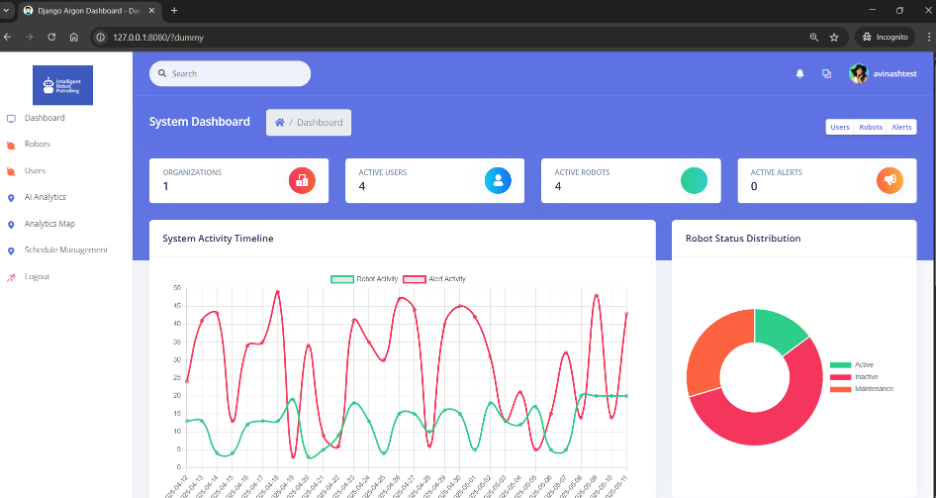 Django Argon Dashboard - Das
127.0.0.1:8080/?dummy
Incognito
Intelligent
Robot
Patrolling
Dashboard
Robots
Users
AI Analytics
Analytics Map
Schedule Management
Logout
Search
avinashtest
System Dashboard
/ Dashboard
Users Robots Alerts
ORGANIZATIONS
1
ACTIVE USERS
4
ACTIVE ROBOTS
4
ACTIVE ALERTS
0
System Activity Timeline
Robot Activity Alert Activity
50
45
40
35
30
25
20
15
10
5
0
2025-04-12 2025-04-13 2025-04-14 2025-04-15 2025-04-16 2025-04-17 2025-04-18 2025-04-19 2025-04-20 2025-04-21 2025-04-22 2025-04-23 2025-04-24 2025-04-25 2025-04-26 2025-04-27 2025-04-28 2025-04-29 2025-04-30 2025-05-01 2025-05-02 2025-05-03 2025-05-04 2025-05-05 2025-05-06 2025-05-07 2025-05-08 2025-05-09 2025-05-10 2025-05-11
Robot Status Distribution
Active
Inactive
Maintenance